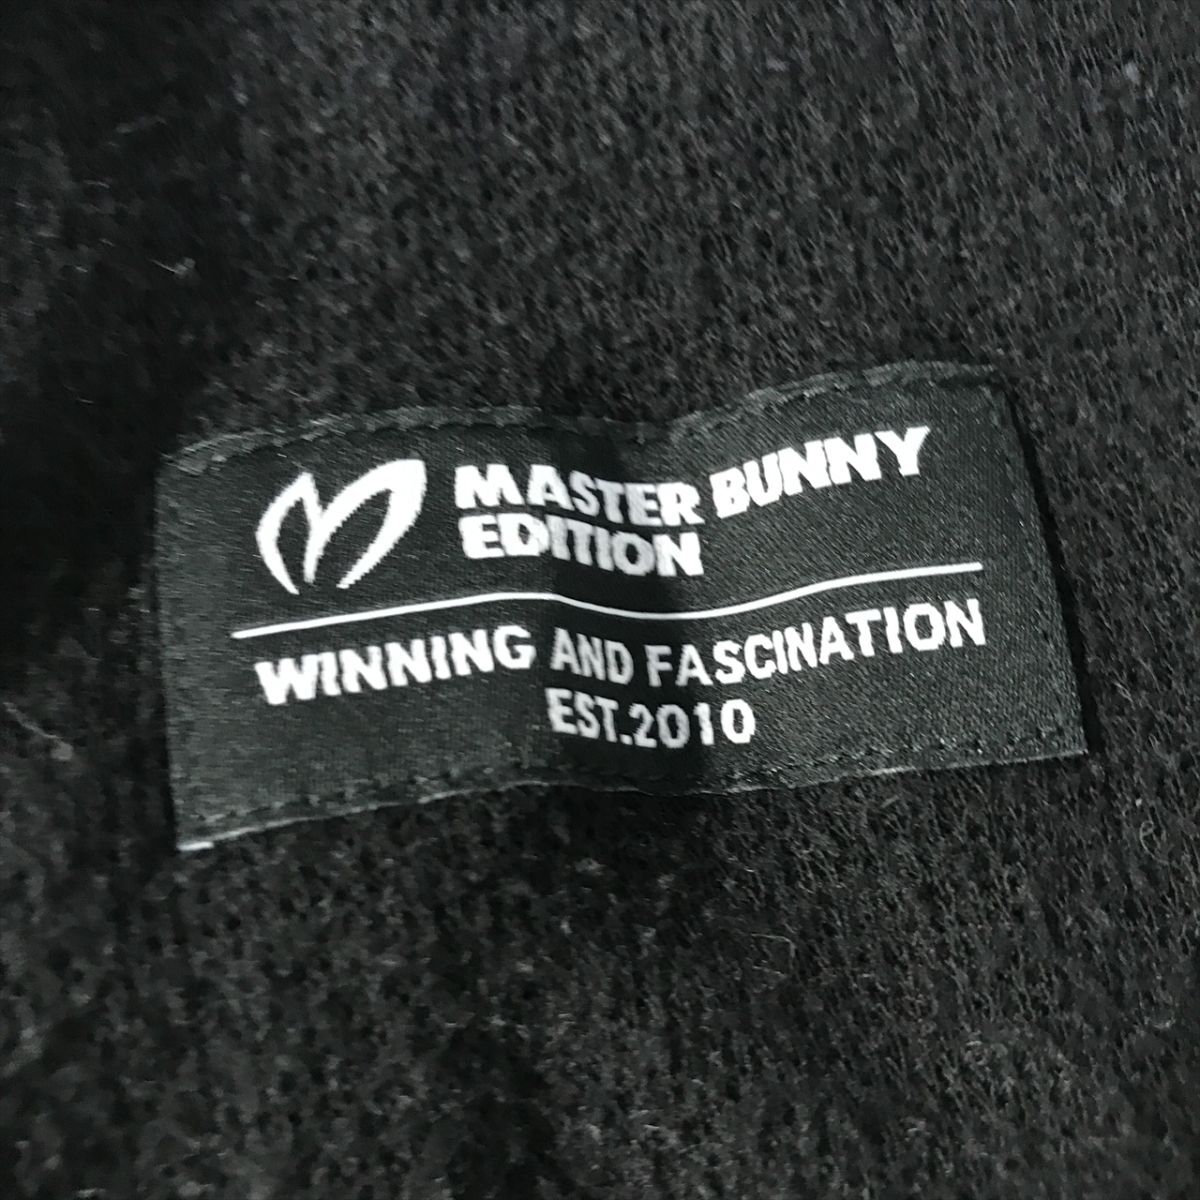 MASTER BUNNY
EDITION
WINNING AND FASCINATION
EST.2010